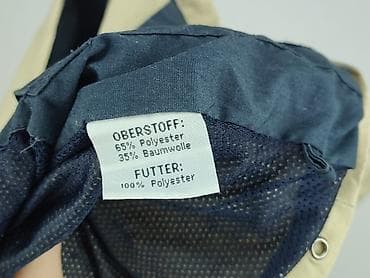 OBERSTOFF:
65% Polyester
35% Baumwolle
FUTTER:
100% Polyester